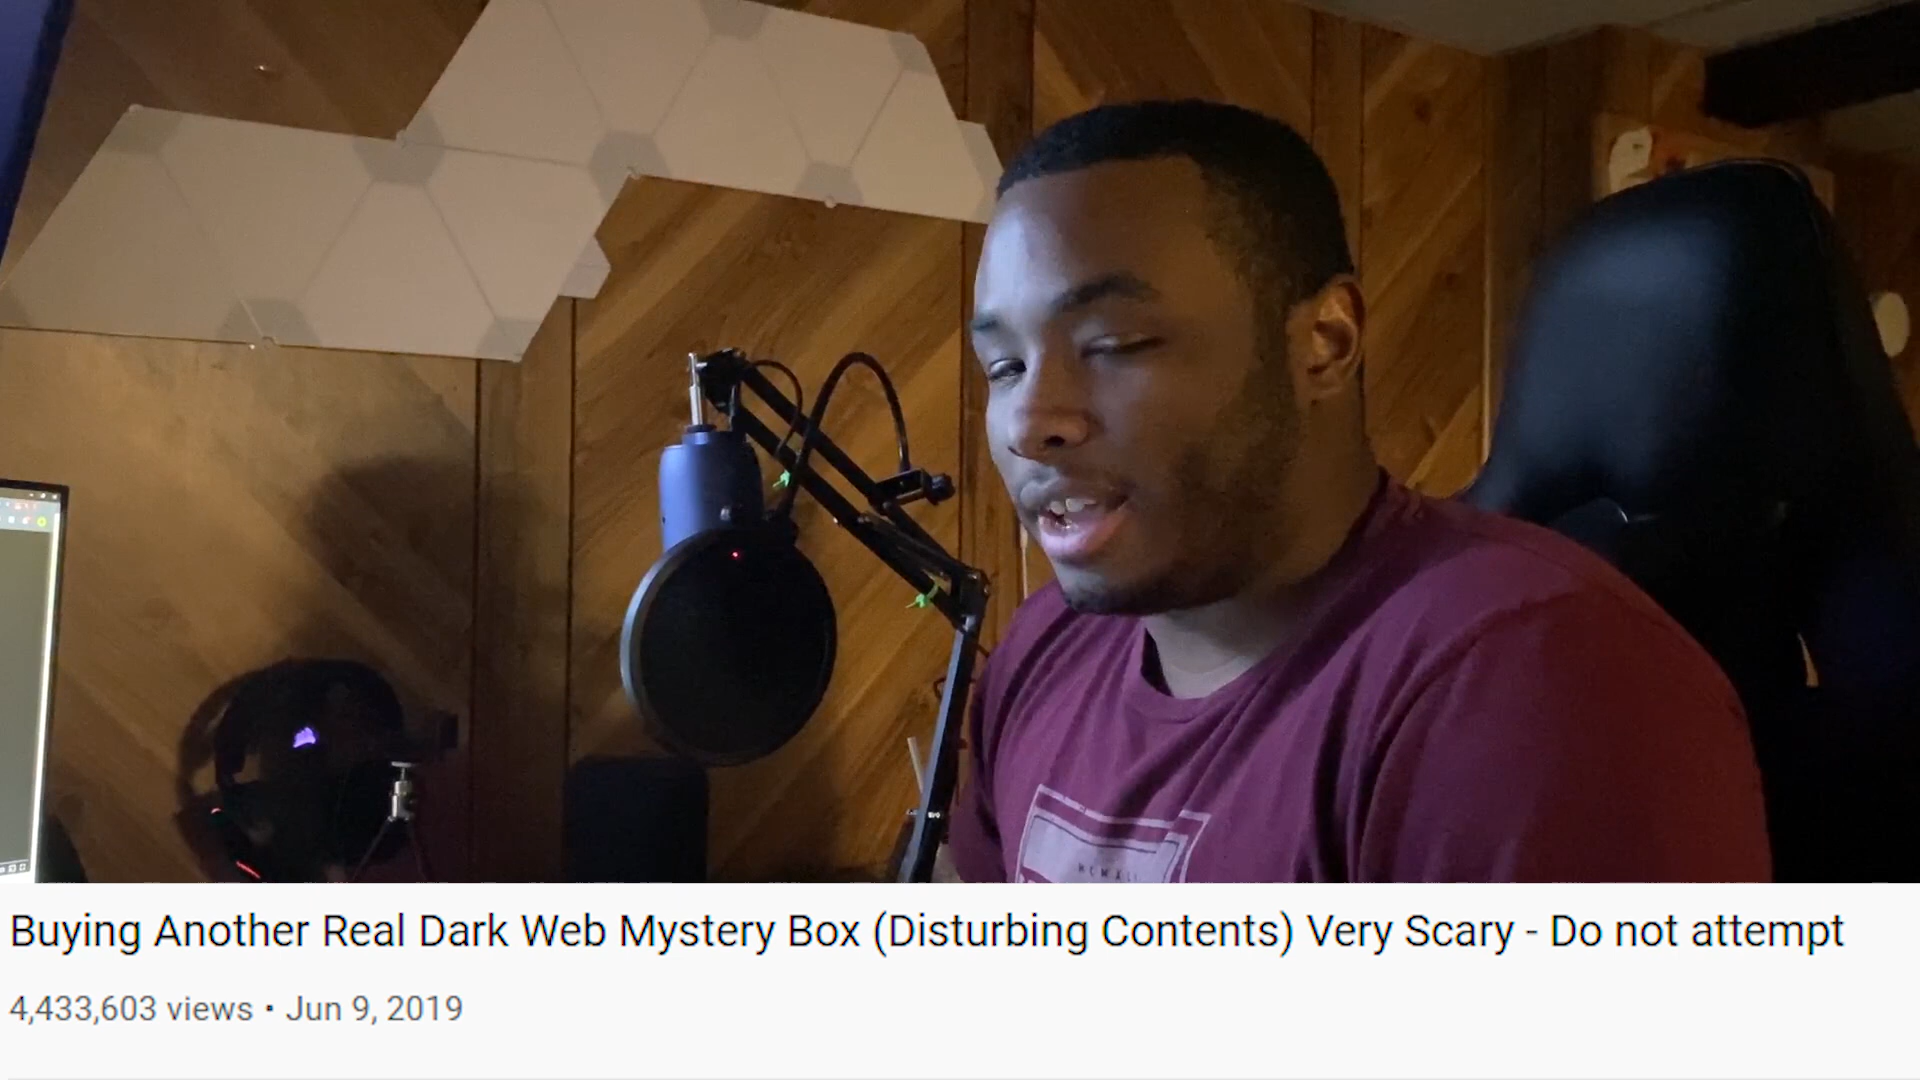 Buying Another Real Dark Web Mystery Box (Disturbing Contents) Very Scary - Do not attempt
4,433,603 views • Jun 9, 2019